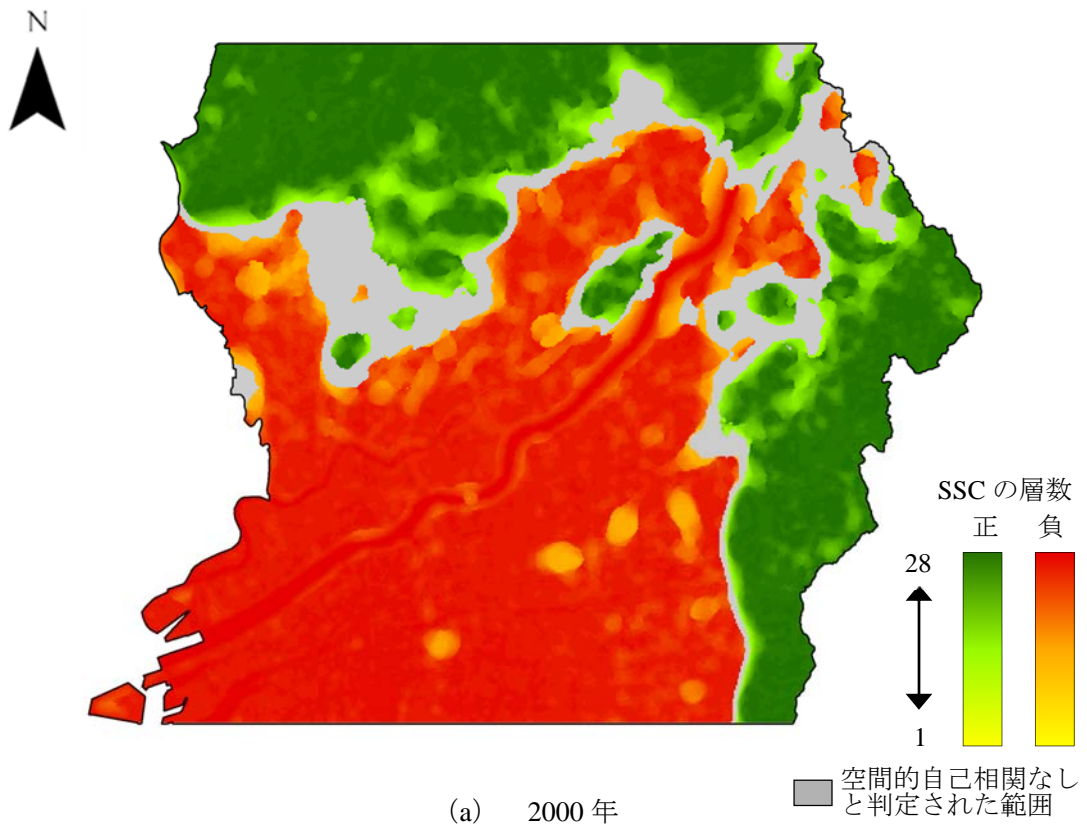 N
SSC の層数
正 負
28
1
空間的自己相関なし
と判定された範囲
(a) 2000 年